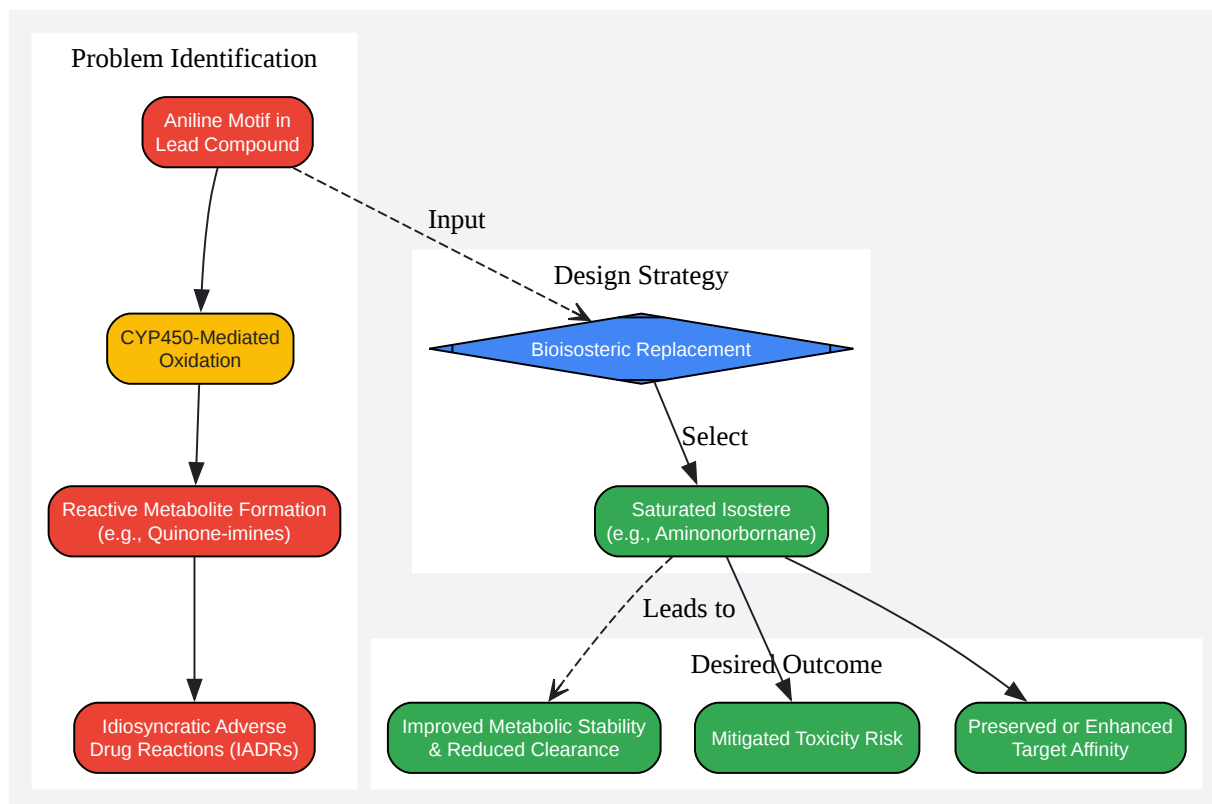 Problem Identification
Aniline Motif in
Lead Compound
Input
Design Strategy
CYP450-Mediated
Oxidation
Bioisosteric Replacement
Select
Reactive Metabolite Formation
(e.g., Quinone-imines)
Saturated Isostere
(e.g., Aminonorbornane)
Leads to
Desired Outcome
Idiosyncratic Adverse
Drug Reactions (IADRs)
Improved Metabolic Stability
& Reduced Clearance
Mitigated Toxicity Risk
Preserved or Enhanced
Target Affinity